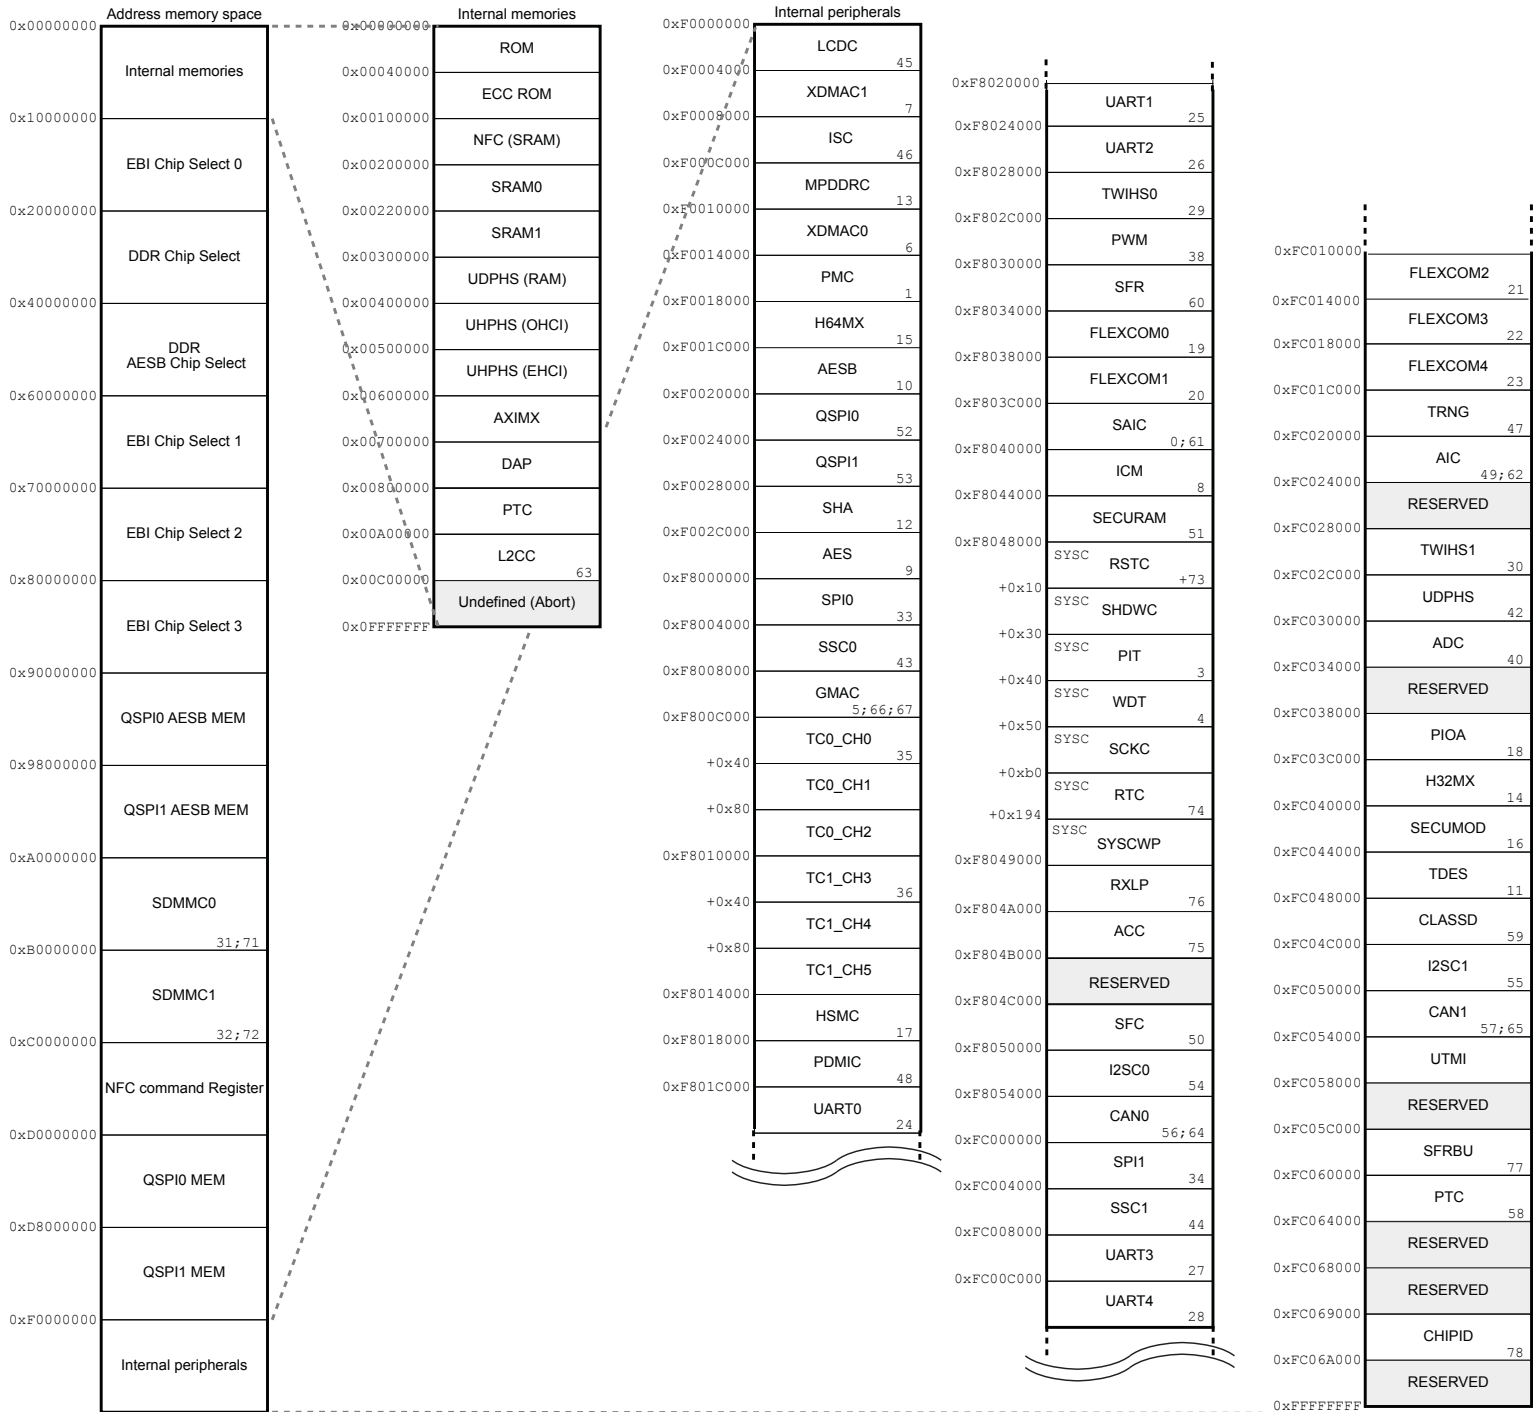 Address memory space
0x00000000
Internal memories
0x10000000
EBI Chip Select 0
0x20000000
DDR Chip Select
0x40000000
DDR
AESB Chip Select
0x60000000
EBI Chip Select 1
0x70000000
EBI Chip Select 2
0x80000000
EBI Chip Select 3
0x90000000
QSPI0 AESB MEM
0x98000000
QSPI1 AESB MEM
0xA0000000
SDMMC0
31;71
0xB0000000
SDMMC1
32;72
0xC0000000
NFC command Register
0xD0000000
QSPI0 MEM
0xD8000000
QSPI1 MEM
0xF0000000
Internal peripherals
Internal memories
0x00000000
ROM
0x00040000
ECC ROM
0x00100000
NFC (SRAM)
0x00200000
SRAM0
0x00220000
SRAM1
0x00300000
UDPHS (RAM)
0x00400000
UHPHS (OHCI)
0x00500000
UHPHS (EHCI)
0x00600000
AXIMX
0x00700000
DAP
0x00800000
PTC
0x00A00000
L2CC
63
0x00C00000
Undefined (Abort)
0x0FFFFFFF
Internal peripherals
0xF0000000
LCDC
45
0xF0004000
XDMAC1
7
0xF0008000
ISC
46
0xF000C000
MPDDRC
13
0xF0010000
XDMAC0
6
0xF0014000
PMC
1
0xF0018000
H64MX
15
0xF001C000
AESB
10
0xF0020000
QSPI0
52
0xF0024000
QSPI1
53
0xF0028000
SHA
12
0xF002C000
AES
9
0xF8000000
SPI0
33
0xF8004000
SSC0
43
0xF8008000
GMAC
5;66;67
0xF800C000
TC0_CH0
35
+0x40
TC0_CH1
+0x80
TC0_CH2
0xF8010000
TC1_CH3
36
+0x40
TC1_CH4
+0x80
TC1_CH5
0xF8014000
HSMC
17
0xF8018000
PDMIC
48
0xF801C000
UART0
24
0xF8020000
UART1
25
0xF8024000
UART2
26
0xF8028000
TWIHS0
29
0xF802C000
PWM
38
0xF8030000
SFR
60
0xF8034000
FLEXCOM0
19
0xF8038000
FLEXCOM1
20
0xF803C000
SAIC
0;61
0xF8040000
ICM
8
0xF8044000
SECURAM
51
0xF8048000
SYSC
RSTC
+73
+0x10
SYSC
SHDWC
+0x30
SYSC
PIT
3
+0x40
SYSC
WDT
4
+0x50
SYSC
SCKC
+0xb0
SYSC
RTC
74
+0x194
SYSC
SYSCWP
0xF8049000
RXLP
76
0xF804A000
ACC
75
0xF804B000
RESERVED
0xF804C000
SFC
50
0xF8050000
I2SC0
54
0xF8054000
CAN0
56;64
0xFC000000
SPI1
34
0xFC004000
SSC1
44
0xFC008000
UART3
27
0xFC00C000
UART4
28
0xFC010000
FLEXCOM2
21
0xFC014000
FLEXCOM3
22
0xFC018000
FLEXCOM4
23
0xFC01C000
TRNG
47
0xFC020000
AIC
49;62
0xFC024000
RESERVED
0xFC028000
TWIHS1
30
0xFC02C000
UDPHS
42
0xFC030000
ADC
40
0xFC034000
RESERVED
0xFC038000
PIOA
18
0xFC03C000
H32MX
14
0xFC040000
SECUMOD
16
0xFC044000
TDES
11
0xFC048000
CLASSD
59
0xFC04C000
I2SC1
55
0xFC050000
CAN1
57;65
0xFC054000
UTMI
0xFC058000
RESERVED
0xFC05C000
SFRBU
77
0xFC060000
PTC
58
0xFC064000
RESERVED
0xFC068000
RESERVED
0xFC069000
CHIPID
78
0xFC06A000
RESERVED
0xFFFFFFFF